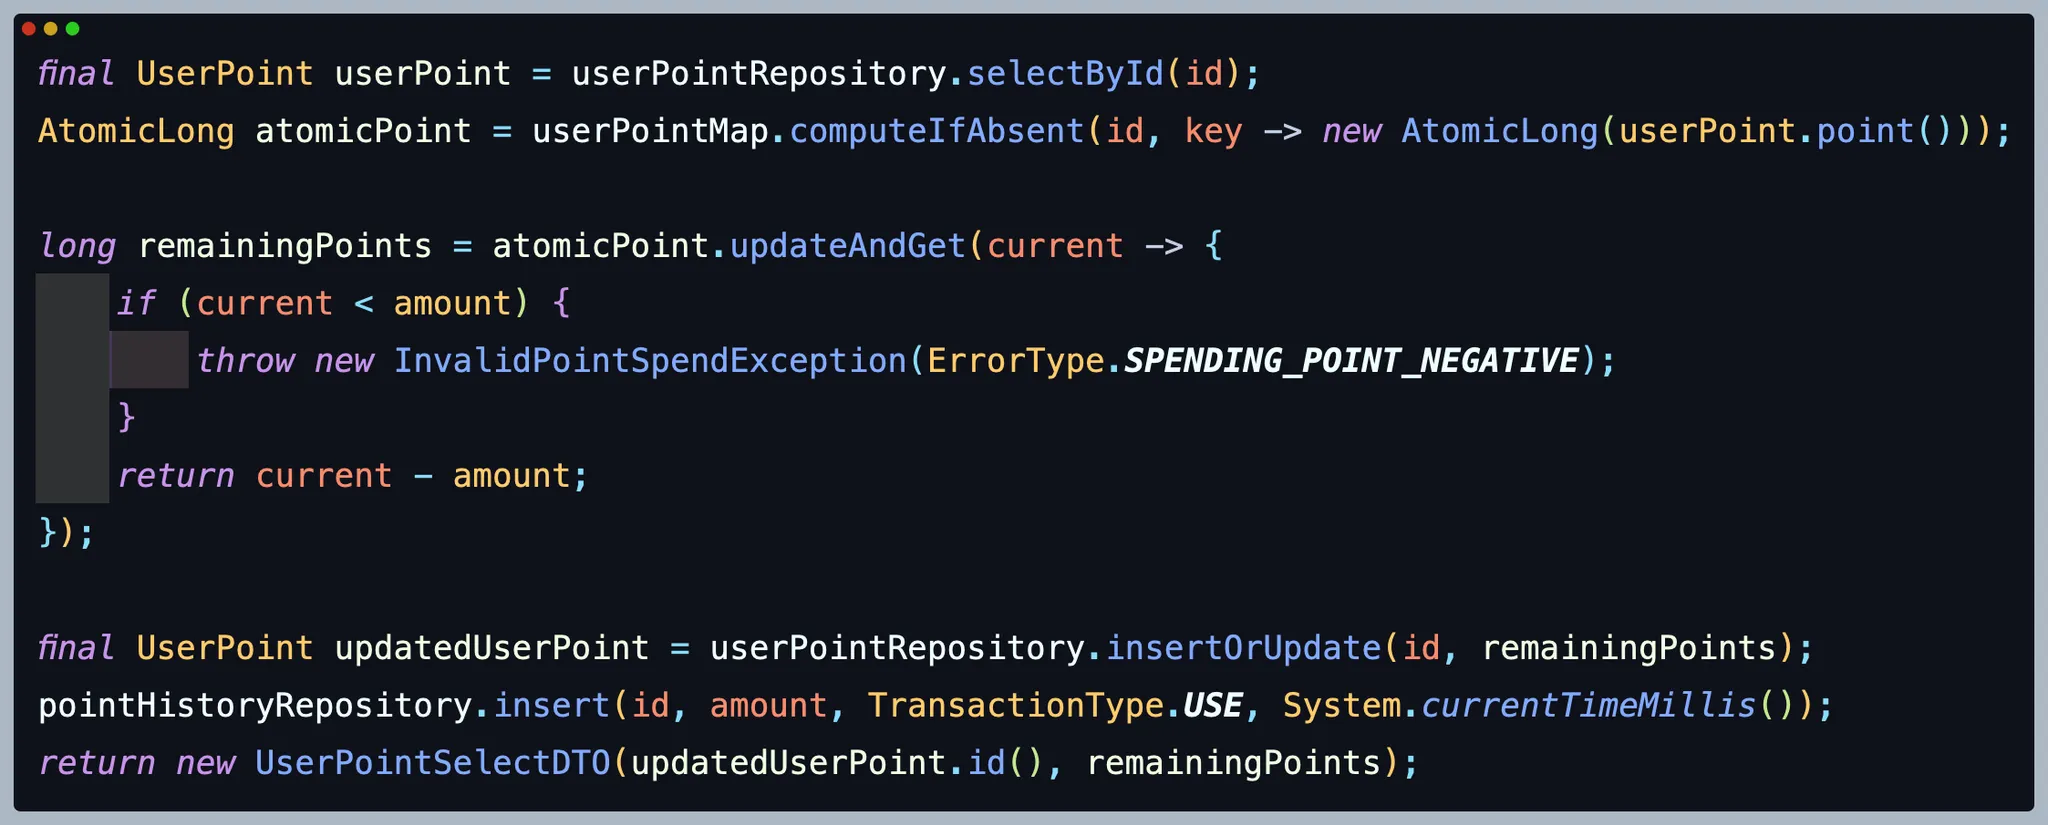 final UserPoint userPoint = userPointRepository.selectById(id);
AtomicLong atomicPoint = userPointMap.computeIfAbsent(id, key -> new AtomicLong(userPoint.point()));

long remainingPoints = atomicPoint.updateAndGet(current -> {
    if (current < amount) {
        throw new InvalidPointSpendException(ErrorType.SPENDING_POINT_NEGATIVE);
    }
    return current - amount;
});

final UserPoint updatedUserPoint = userPointRepository.insertOrUpdate(id, remainingPoints);
pointHistoryRepository.insert(id, amount, TransactionType.USE, System.currentTimeMillis());
return new UserPointSelectDTO(updatedUserPoint.id(), remainingPoints);